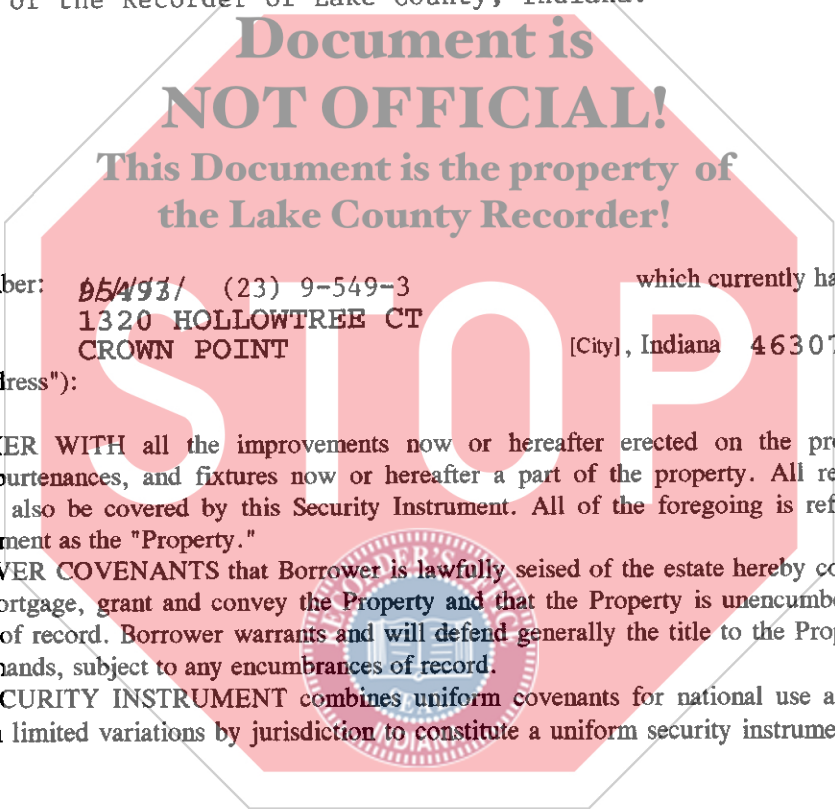 of the Recorder of Lake County, Indiana.
Document is
NOT OFFICIAL!
This Document is the property of
the Lake County Recorder!
ber: (23) 9-549-3 which currently ha
1320 HOLLOWTREE CT
CROWN POINT [City], Indiana 46307
dress"):
STOP
ER WITH all the improvements now or hereafter erected on the pr
purtenances, and fixtures now or hereafter a part of the property. All re
also be covered by this Security Instrument. All of the foregoing is ref
ment as the "Property."
VER COVENANTS that Borrower is lawfully seised of the estate hereby co
ortgage, grant and convey the Property and that the Property is unencumb
of record. Borrower warrants and will defend generally the title to the Prop
nands, subject to any encumbrances of record.
CURITY INSTRUMENT combines uniform covenants for national use a
limited variations by jurisdiction to constitute a uniform security instrume
SEAL
INDIANA